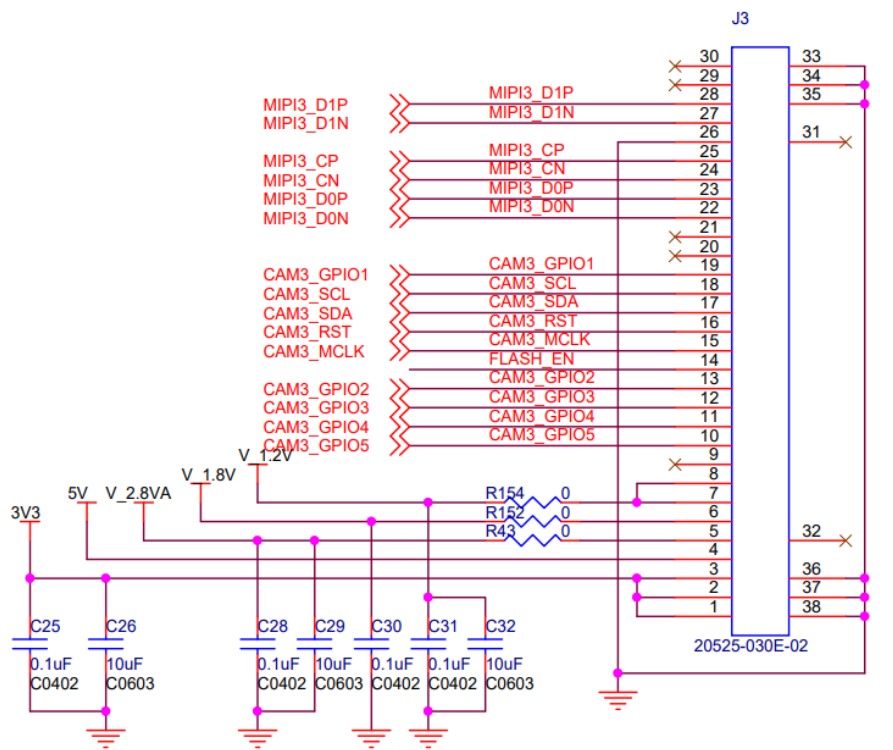 J3
30 33
29 34
MIPI3_D1P MIPI3_D1P 28 35
MIPI3_D1N MIPI3_D1N 27
26 31
MIPI3_CP MIPI3_CP 25
MIPI3_CN MIPI3_CN 24
MIPI3_D0P MIPI3_D0P 23
MIPI3_D0N MIPI3_D0N 22
21
20
CAM3_GPIO1 CAM3_GPIO1 19
CAM3_SCL CAM3_SCL 18
CAM3_SDA CAM3_SDA 17
CAM3_RST CAM3_RST 16
CAM3_MCLK CAM3_MCLK 15
FLASH_EN 14
CAM3_GPIO2 CAM3_GPIO2 13
CAM3_GPIO3 CAM3_GPIO3 12
CAM3_GPIO4 CAM3_GPIO4 11
CAM3_GPIO5 CAM3_GPIO5 10
V_1.2V 9
V_1.8V 8
5V V_2.8VA R154 0 7
3V3 R152 0 6
R43 0 5 32
4
3 36
2 37
1 38
C25 C26 C28 C29 C30 C31 C32
20525-030E-02
0.1uF 10uF 0.1uF 10uF 0.1uF 0.1uF 10uF
C0402 C0603 C0402 C0603 C0402 C0402 C0603